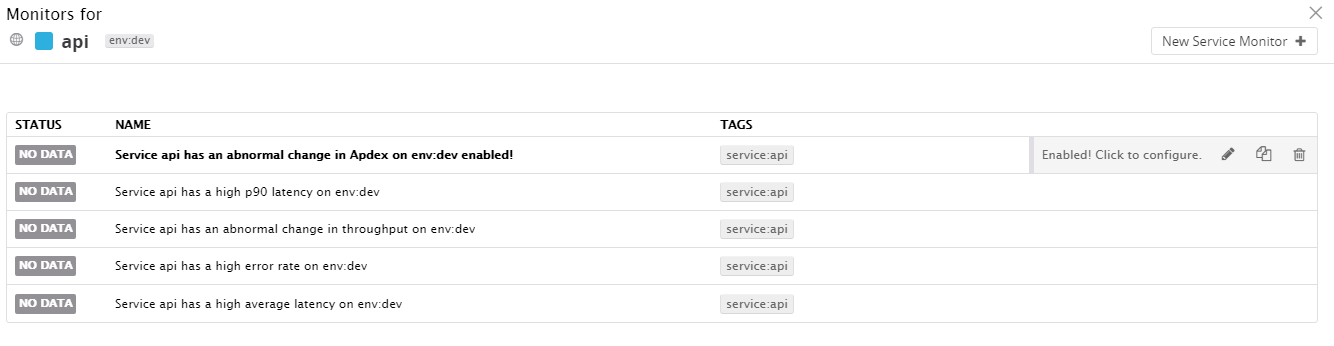 Monitors for
api env:dev New Service Monitor +
STATUS NAME TAGS
NO DATA Service api has an abnormal change in Apdex on env:dev enabled! service:api Enabled! Click to configure.
NO DATA Service api has a high p90 latency on env:dev service:api
NO DATA Service api has an abnormal change in throughput on env:dev service:api
NO DATA Service api has a high error rate on env:dev service:api
NO DATA Service api has a high average latency on env:dev service:api